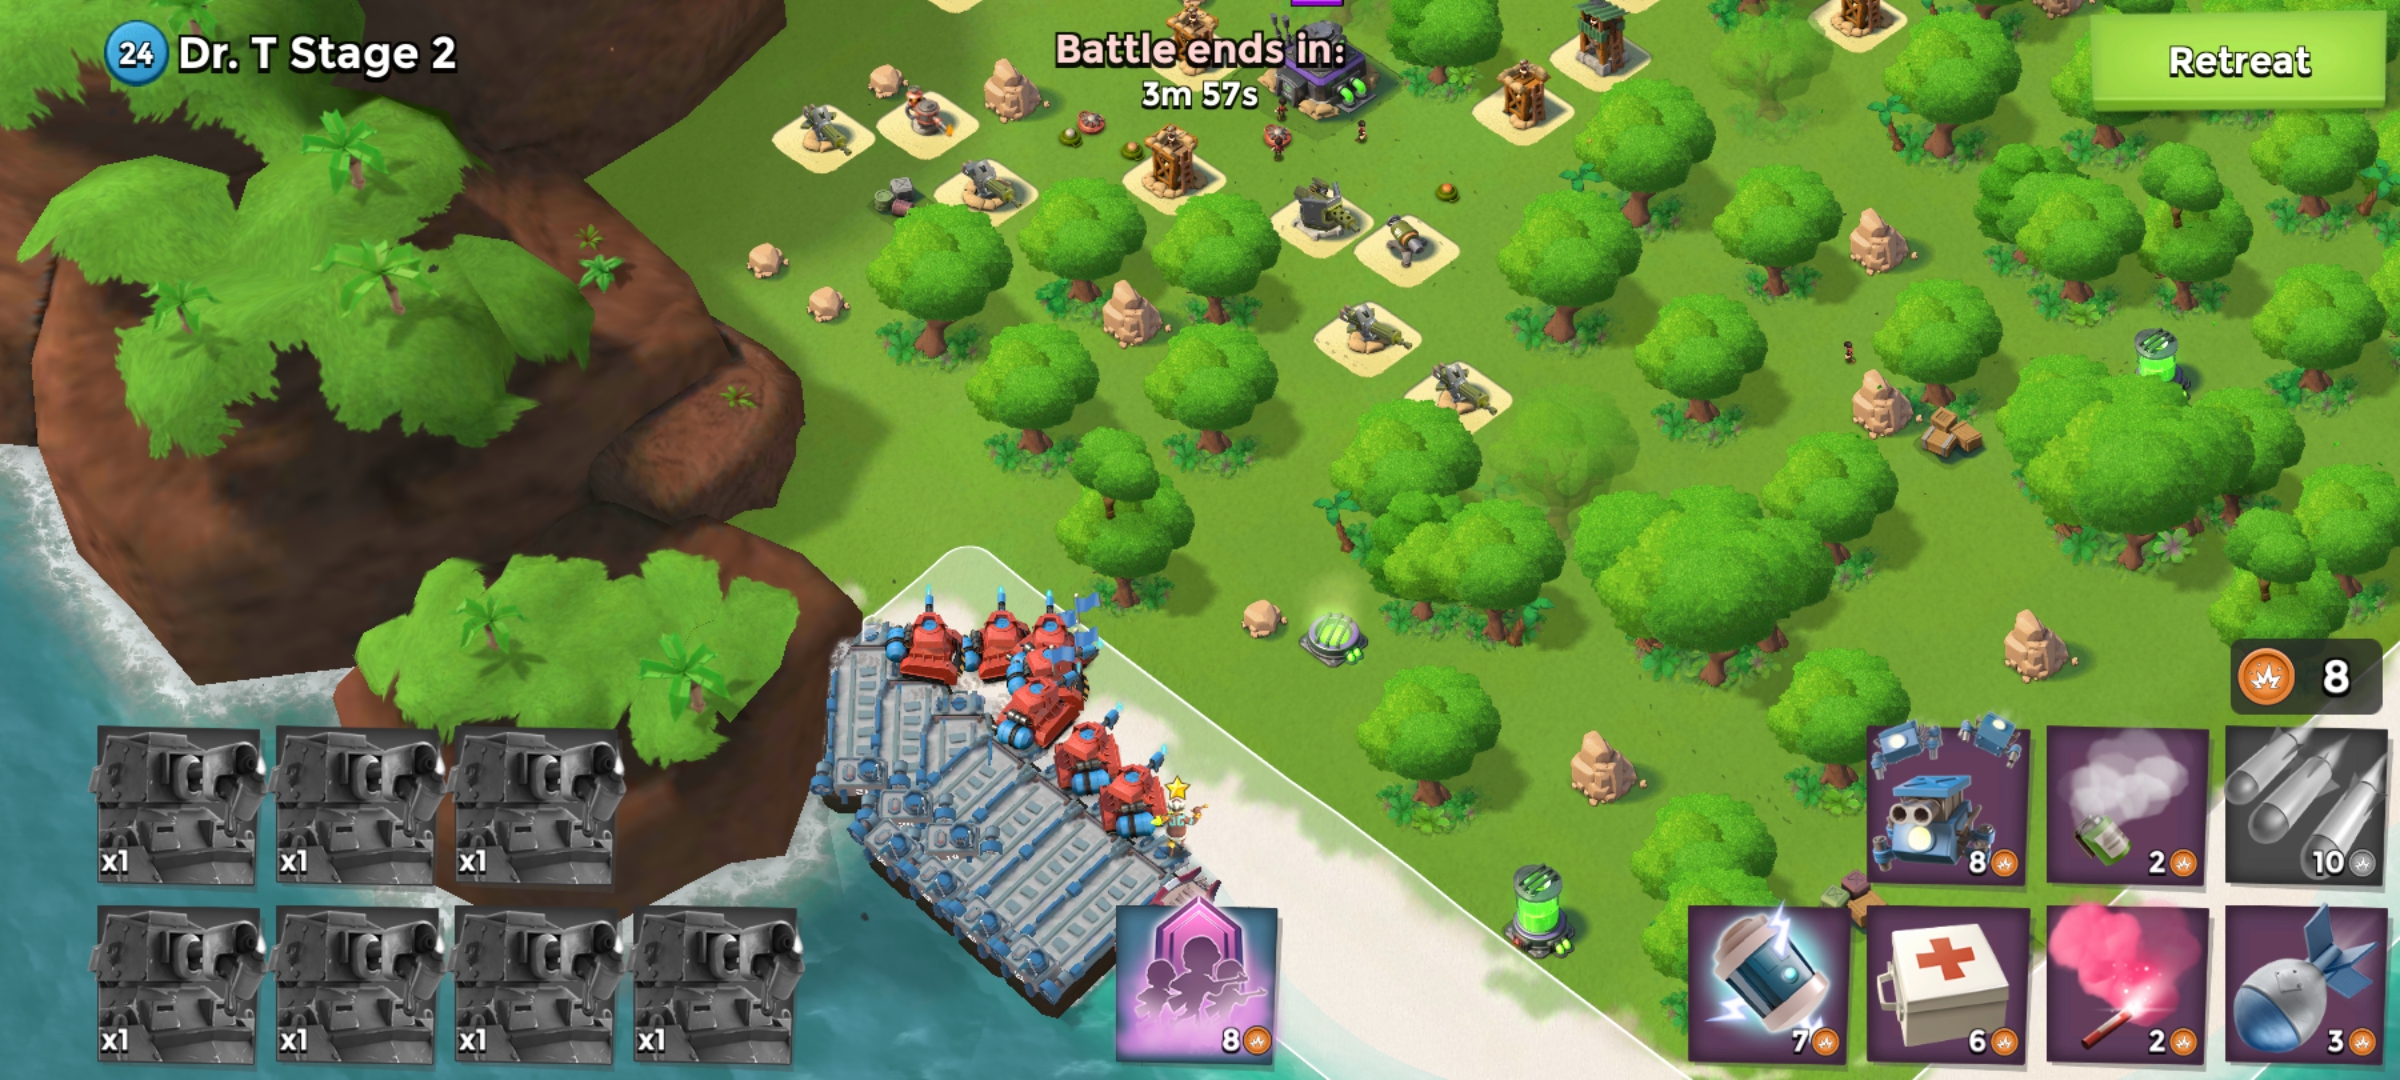 24 Dr. T Stage 2
Battle ends in:
3m 57s
Retreat
8
x1 x1 x1
8 2 10
x1 x1 x1 x1
8 7 6 2 3